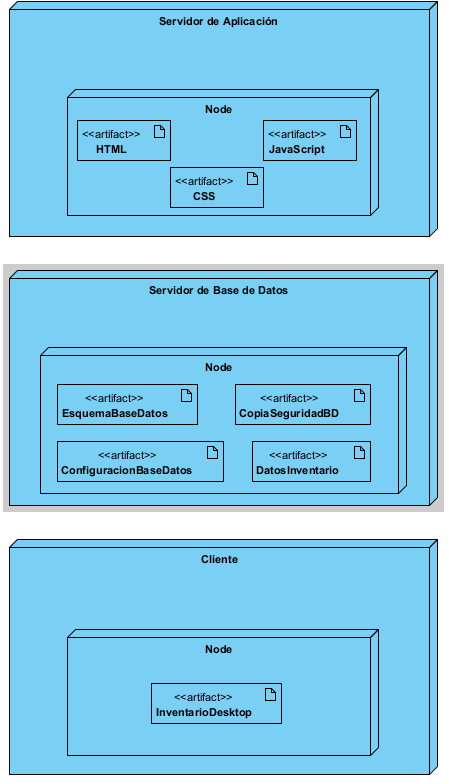 Servidor de Aplicación
Node
<<artifact>>
HTML
<<artifact>>
JavaScript
<<artifact>>
CSS
Servidor de Base de Datos
Node
<<artifact>>
EsquemaBaseDatos
<<artifact>>
CopiaSeguridadBD
<<artifact>>
ConfiguracionBaseDatos
<<artifact>>
DatosInventario
Cliente
Node
<<artifact>>
InventarioDesktop